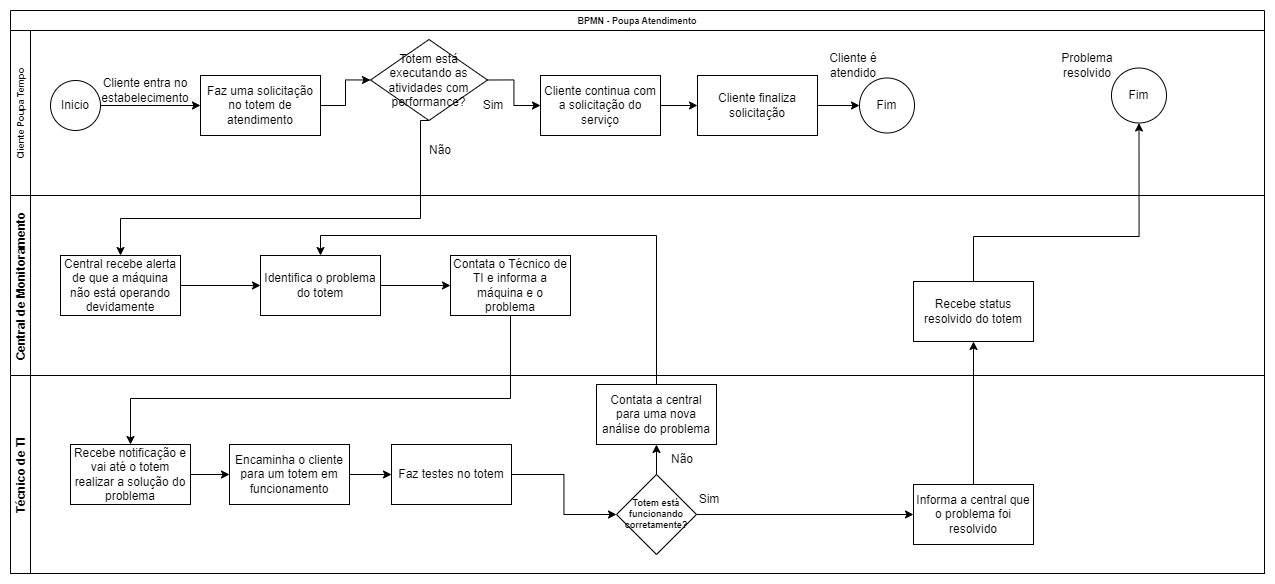 BPMN - Poupa Atendimento
Cliente Poupa Tempo
Inicio
Cliente entra no
estabelecimento
Faz uma solicitação
no totem de
atendimento
Totem está
executando as
atividades com
performance?
Sim
Não
Cliente continua com
a solicitação do
serviço
Cliente finaliza
solicitação
Cliente é
atendido
Fim
Problema
resolvido
Fim
Central de Monitoramento
Central recebe alerta
de que a máquina
não está operando
devidamente
Identifica o problema
do totem
Contata o Técnico de
TI e informa a
máquina e o
problema
Recebe status
resolvido do totem
Técnico de TI
Recebe notificação e
vai até o totem
realizar a solução do
problema
Encaminha o cliente
para um totem em
funcionamento
Faz testes no totem
Contata a central
para uma nova
análise do problema
Não
Totem está
funcionando
corretamente?
Sim
Informa a central que
o problema foi
resolvido